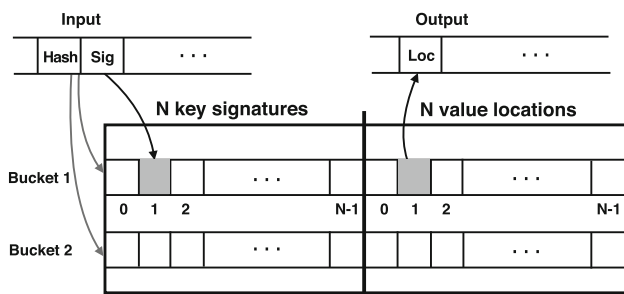 Input
Output
Hash Sig . . .
Loc . . .
N key signatures
N value locations
Bucket 1
. . .
. . .
0 1 2 N-1 0 1 2 N-1
Bucket 2
. . .
. . .